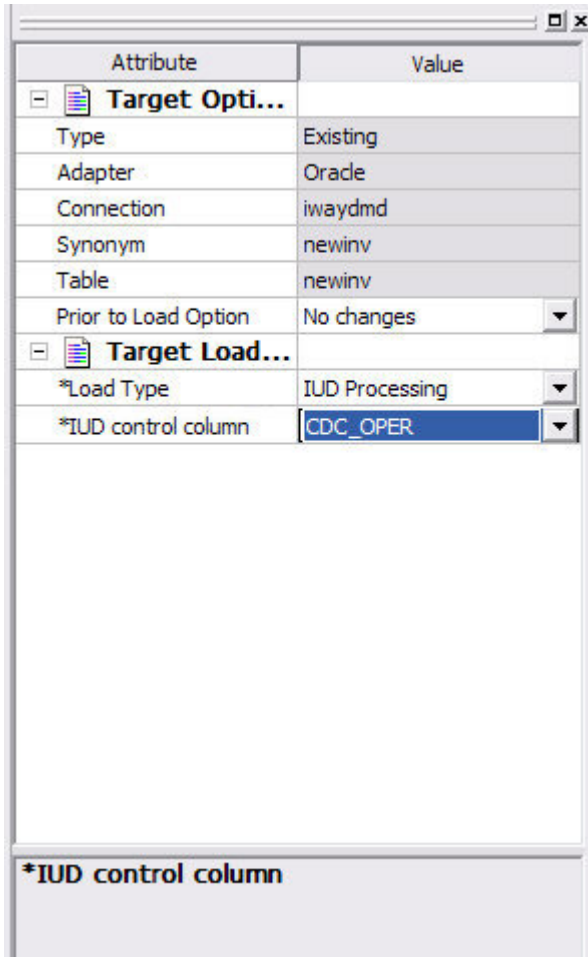 Attribute Value
Target Opti...
Type Existing
Adapter Oracle
Connection iwaydmd
Synonym newinv
Table newinv
Prior to Load Option No changes
Target Load...
*Load Type IUD Processing
*IUD control column CDC_OPER
*IUD control column